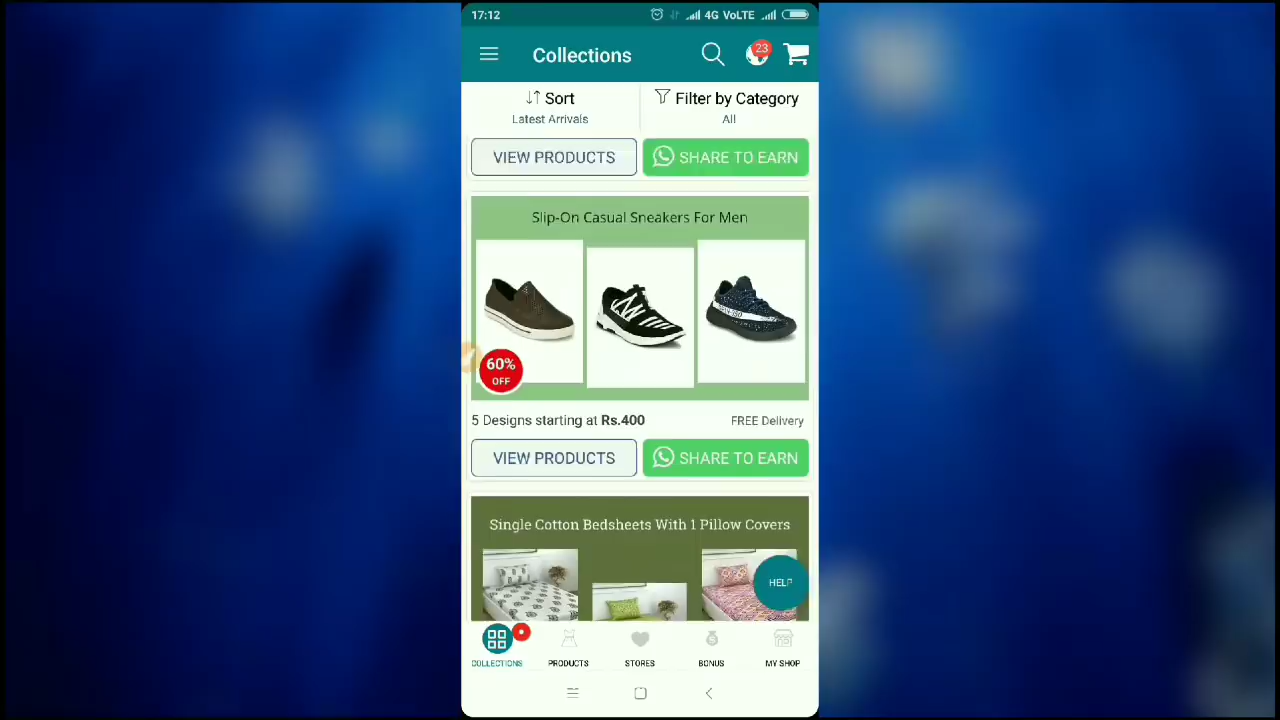 17:12
4G VoLTE
Collections
23
Sort
Latest Arrivals
Filter by Category
All
VIEW PRODUCTS
SHARE TO EARN
Slip-On Casual Sneakers For Men
60%
OFF
5 Designs starting at Rs.400
FREE Delivery
VIEW PRODUCTS
SHARE TO EARN
Single Cotton Bedsheets With 1 Pillow Covers
HELP
COLLECTIONS
PRODUCTS
STORES
BONUS
MY SHOP